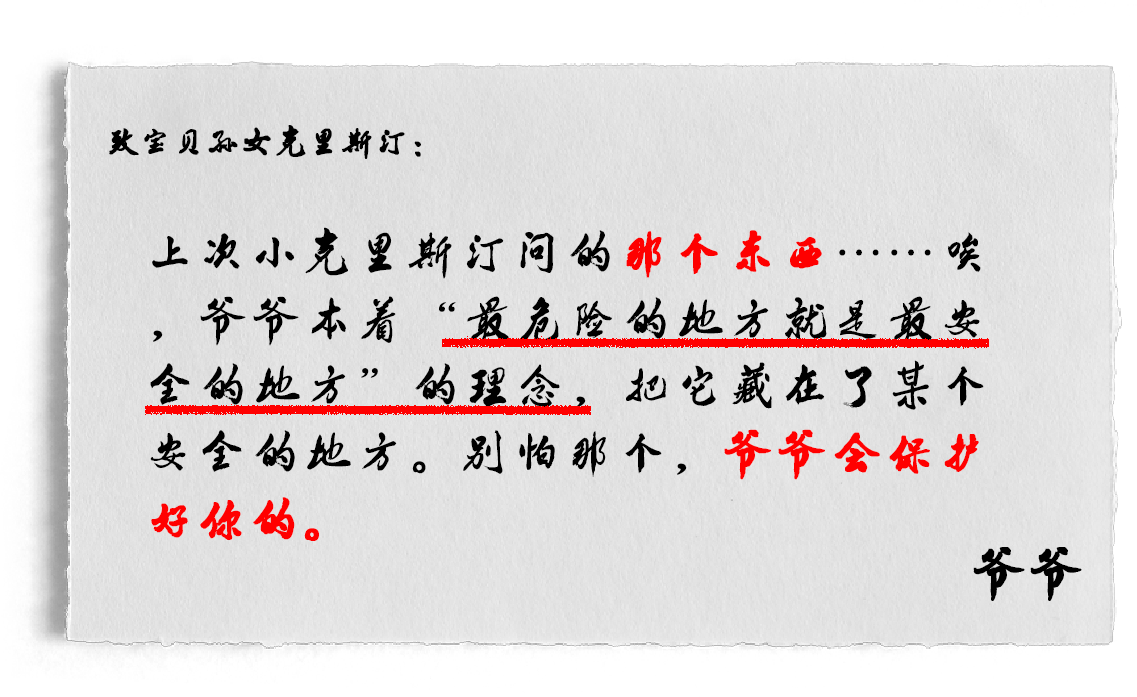 致宝贝孙女克里斯汀：
上次小克里斯汀问的那个东西……唉
，爷爷本着“最危险的地方就是最安
全的地方”的理念，把它藏在了某个
安全的地方。别怕那个，爷爷会保护
好你的。
爷爷